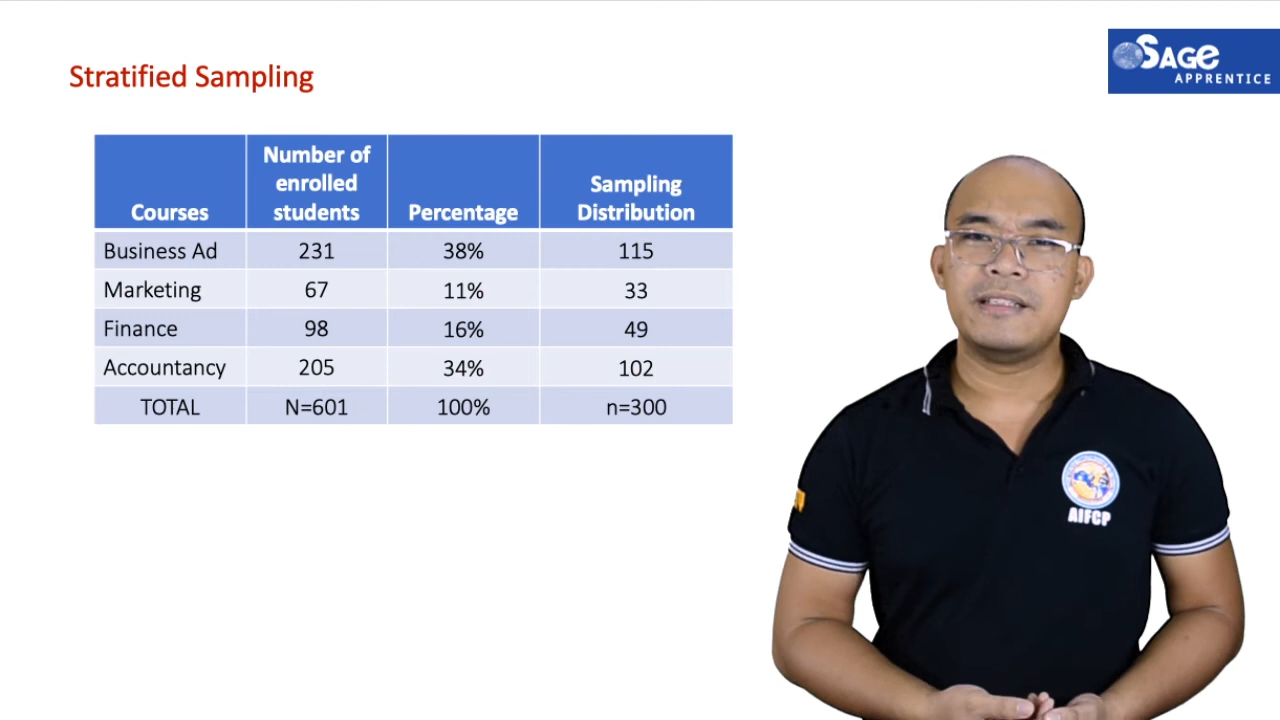 Stratified Sampling
SAGE
APPRENTICE
Courses Number of enrolled students Percentage Sampling Distribution
Business Ad 231 38% 115
Marketing 67 11% 33
Finance 98 16% 49
Accountancy 205 34% 102
TOTAL N=601 100% n=300
AIFCP